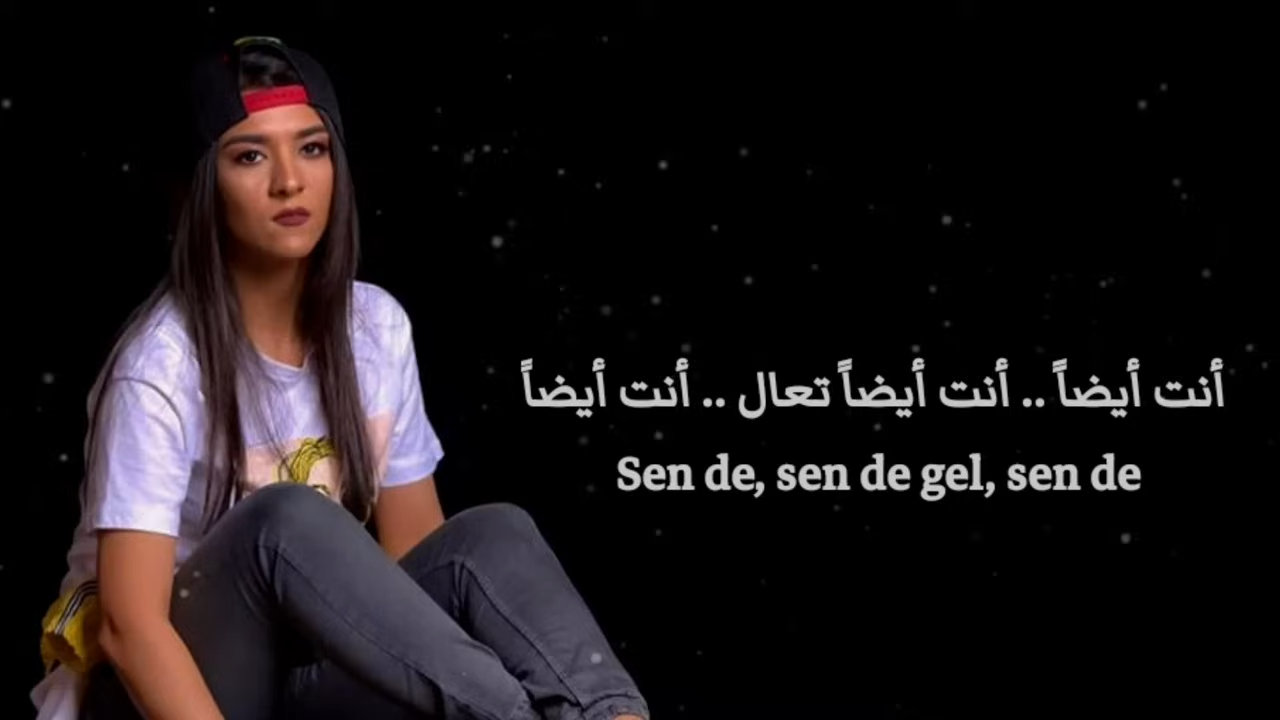 أنت أيضاً .. أنت أيضاً تعال .. أنت أيضاً
Sen de, sen de gel, sen de